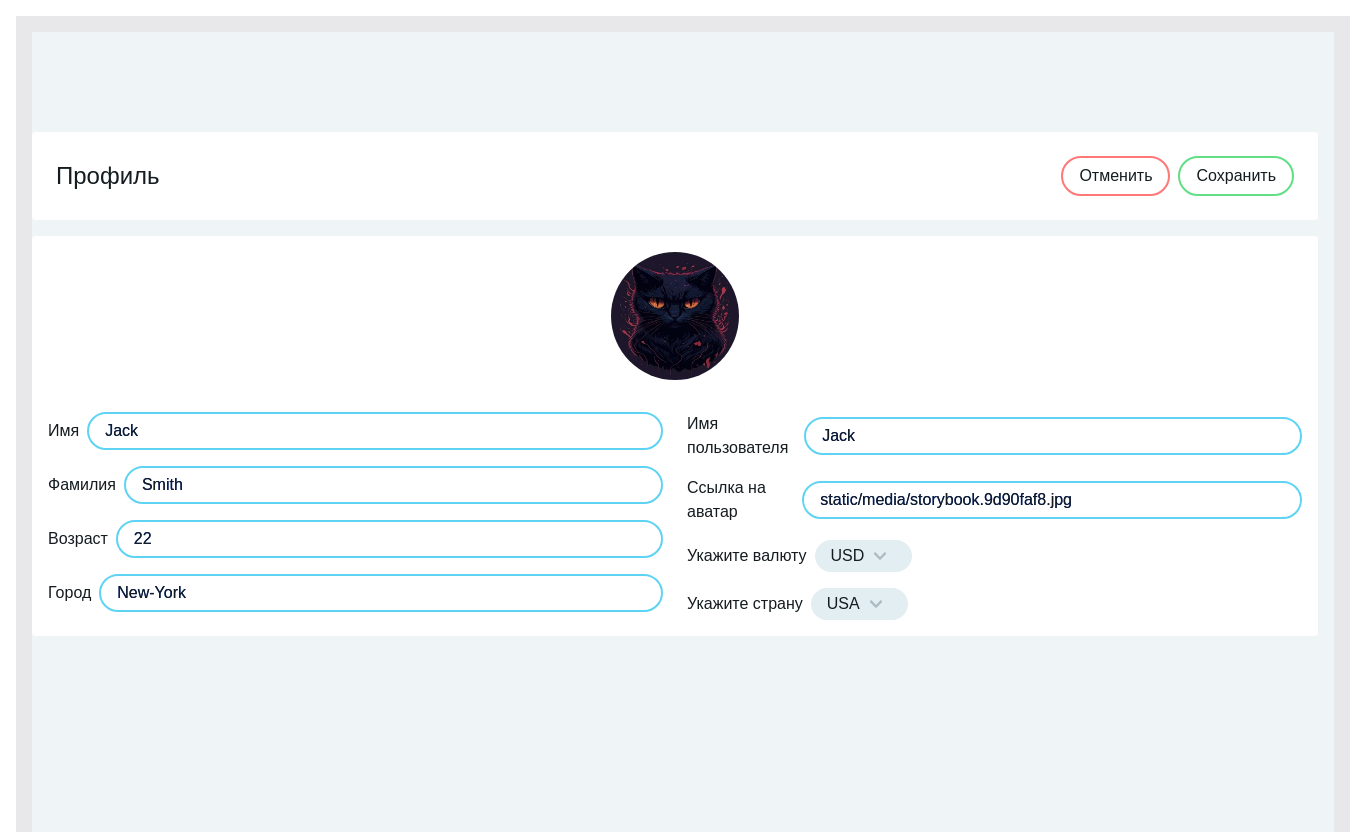 Профиль
Отменить
Сохранить
Имя
Jack
Фамилия
Smith
Возраст
22
Город
New-York
Имя
пользователя
Jack
Ссылка на
аватар
static/media/storybook.9d90faf8.jpg
Укажите валюту
USD
Укажите страну
USA